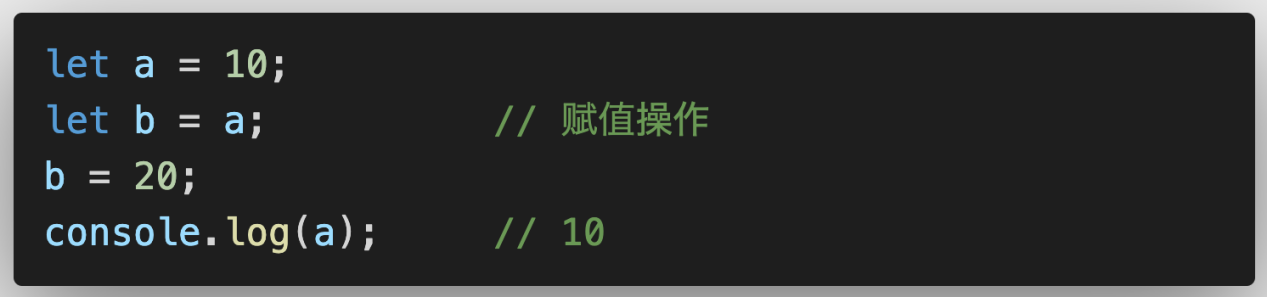 let a = 10;
let b = a;          // 赋值操作
b = 20;
console.log(a);     // 10